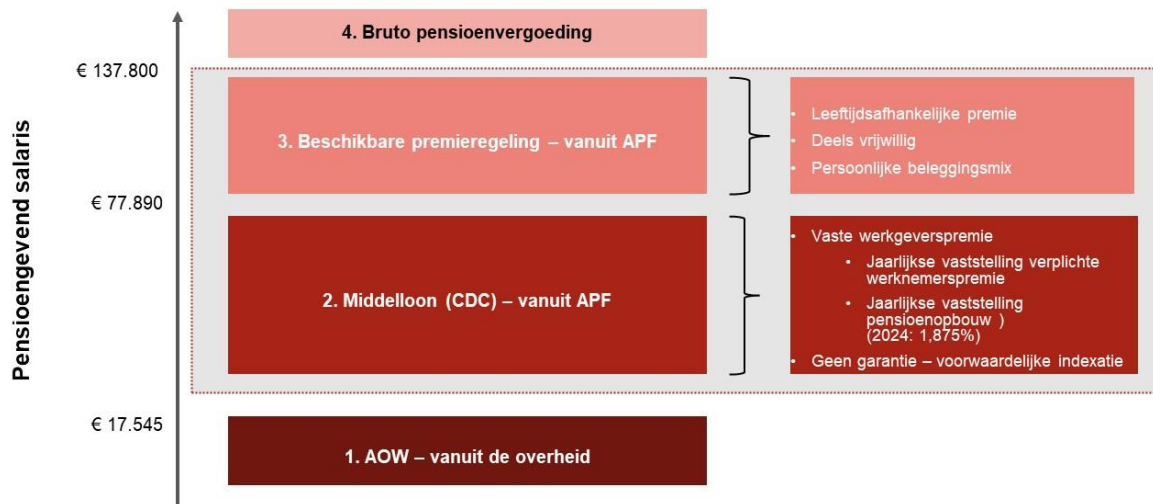 4. Bruto pensioenvergoeding
€ 137.800
3. Beschikbare premieregeling – vanuit APF
• Leeftijdsafhankelijke premie
• Deels vrijwillig
• Persoonlijke beleggingsmix
Pensioengevend salaris
€ 77.890
2. Middelloon (CDC) – vanuit APF
• Vaste werkgeverspremie
• Jaarlijkse vaststelling verplichte
werknemerspremie
• Jaarlijkse vaststelling
pensioenopbouw )
(2024: 1,875%)
• Geen garantie – voorwaardelijke indexatie
€ 17.545
1. AOW – vanuit de overheid